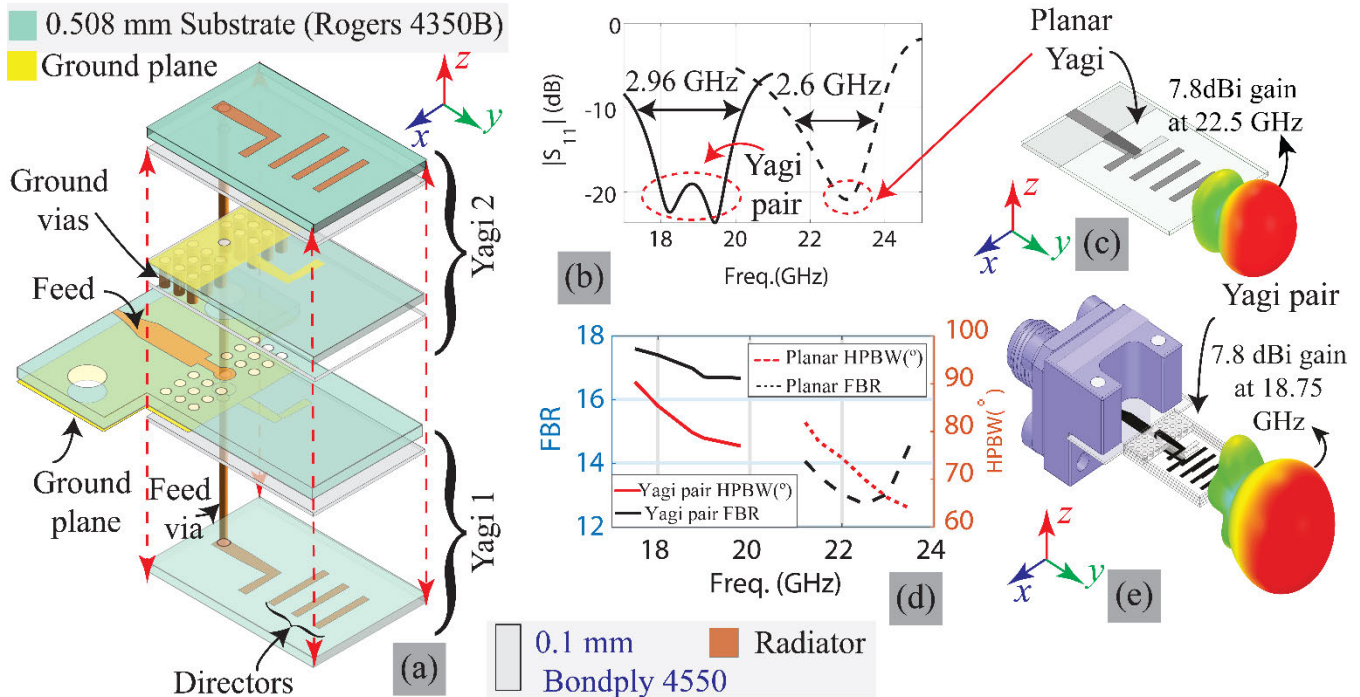 0.508 mm Substrate (Rogers 4350B)
Ground plane
z
x
y
Ground
vias
Feed
Ground
plane
Feed
via
Directors
Yagi 2
Yagi 1
(a)
0.1 mm
Bondply 4550
Radiator
0
-10
-20
|S11| (dB)
2.96 GHz
2.6 GHz
Yagi
pair
18
20
22
24
Freq.(GHz)
(b)
Planar
Yagi
7.8dBi gain
at 22.5 GHz
z
x
y
(c)
18
16
14
12
FBR
100
90
80
70
60
HPBW(°)
Planar HPBW(º)
Planar FBR
Yagi pair HPBW(º)
Yagi pair FBR
18
20
22
24
Freq. (GHz)
(d)
Yagi pair
7.8 dBi gain
at 18.75
GHz
z
x
y
(e)